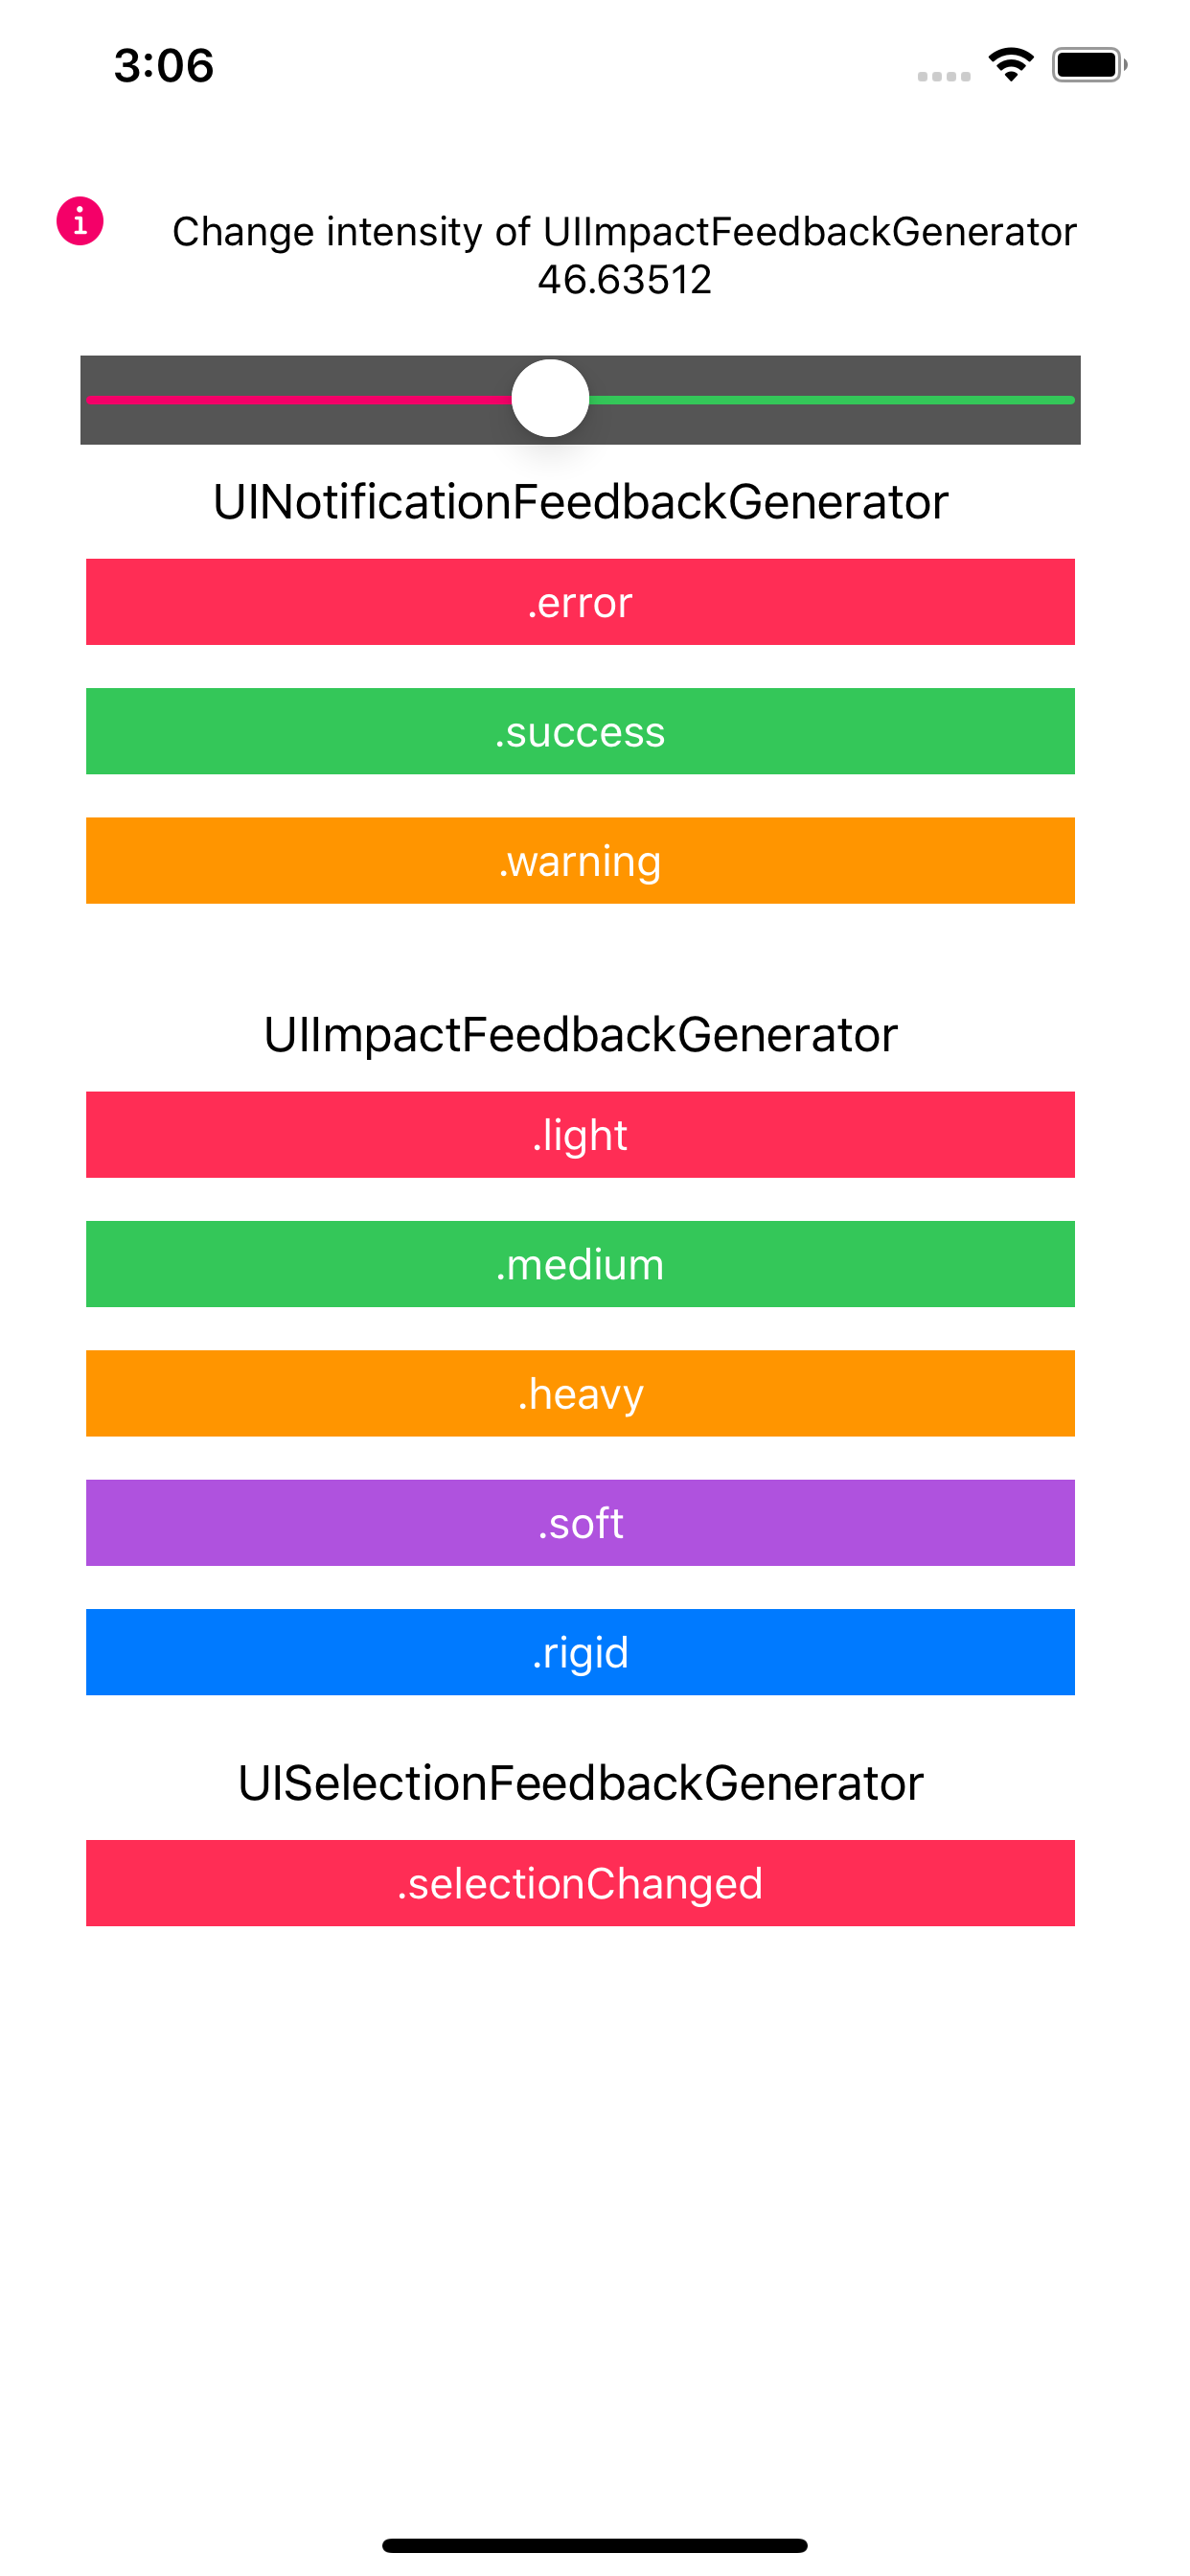 3:06
Change intensity of UIImpactFeedbackGenerator
46.63512
UINotificationFeedbackGenerator
.error
.success
.warning
UIImpactFeedbackGenerator
.light
.medium
.heavy
.soft
.rigid
UISelectionFeedbackGenerator
.selectionChanged